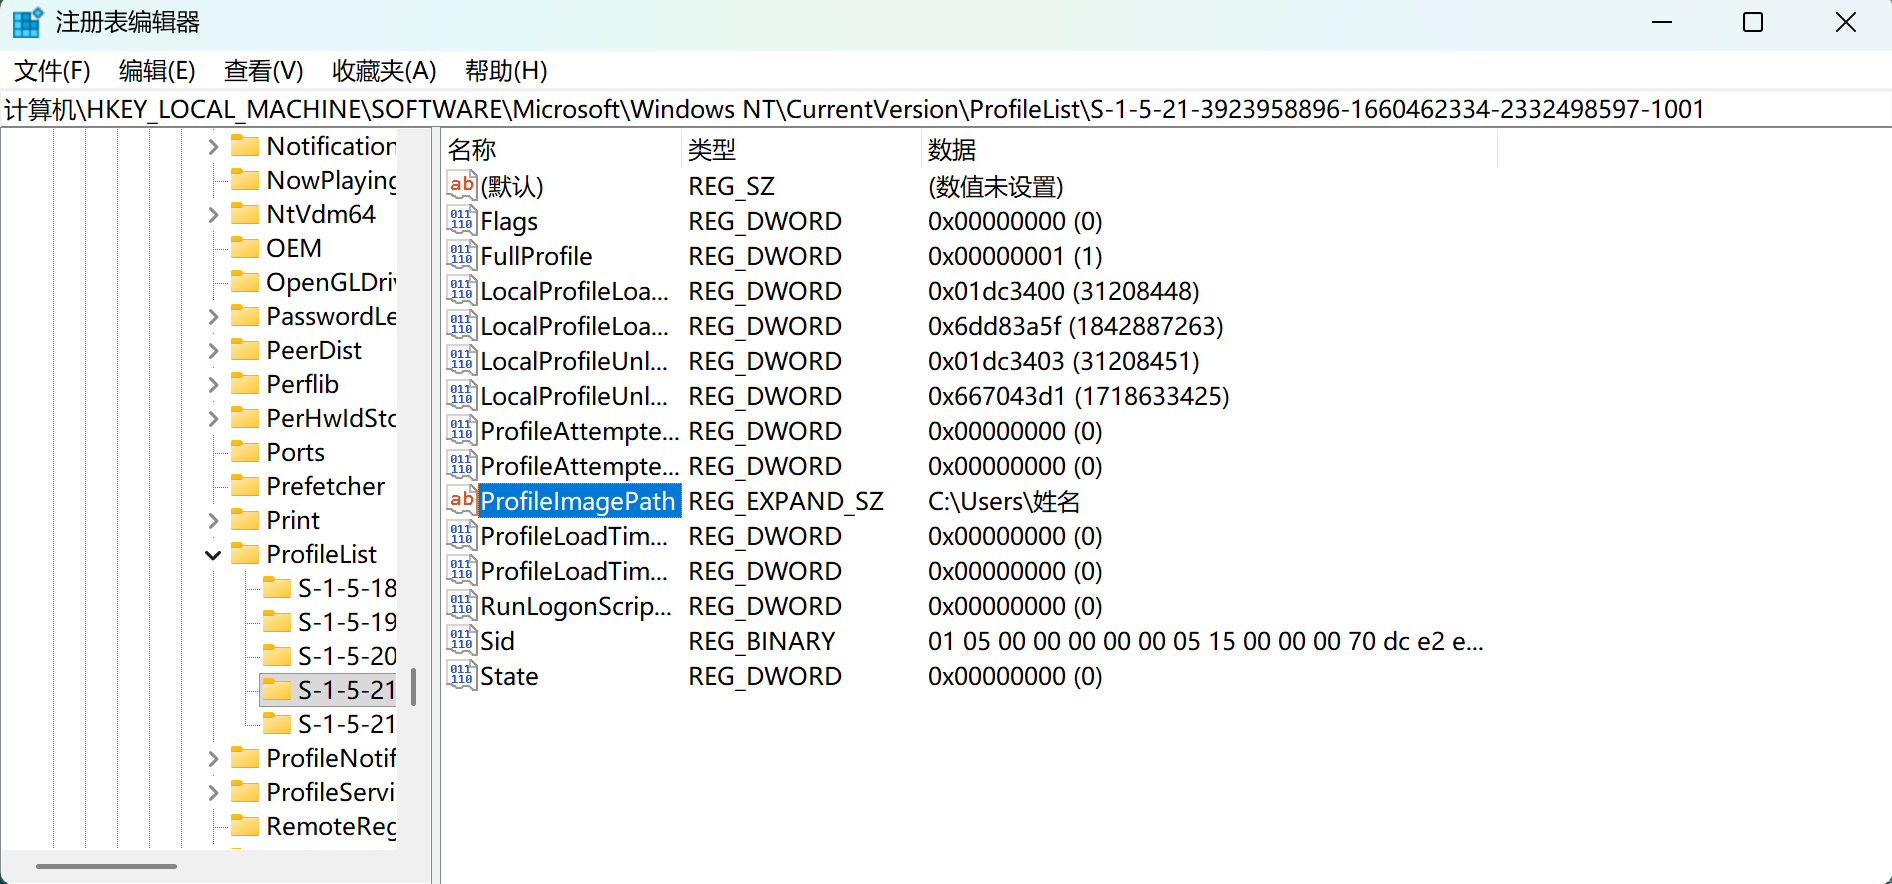 注册表编辑器
文件(F) 编辑(E) 查看(V) 收藏夹(A) 帮助(H)
计算机\HKEY_LOCAL_MACHINE\SOFTWARE\Microsoft\Windows NT\CurrentVersion\ProfileList\S-1-5-21-3923958896-1660462334-2332498597-1001
Notification
NowPlaying
NtVdm64
OEM
OpenGLDriv
PasswordLe
PeerDist
Perflib
PerHwIdSto
Ports
Prefetcher
Print
ProfileList
S-1-5-18
S-1-5-19
S-1-5-20
S-1-5-21
S-1-5-21
ProfileNotif
ProfileServi
RemoteReg
名称 类型 数据
(默认) REG_SZ (数值未设置)
Flags REG_DWORD 0x00000000 (0)
FullProfile REG_DWORD 0x00000001 (1)
LocalProfileLoa... REG_DWORD 0x01dc3400 (31208448)
LocalProfileLoa... REG_DWORD 0x6dd83a5f (1842887263)
LocalProfileUnl... REG_DWORD 0x01dc3403 (31208451)
LocalProfileUnl... REG_DWORD 0x667043d1 (1718633425)
ProfileAttempte... REG_DWORD 0x00000000 (0)
ProfileAttempte... REG_DWORD 0x00000000 (0)
ProfileImagePath REG_EXPAND_SZ C:\Users\姓名
ProfileLoadTim... REG_DWORD 0x00000000 (0)
ProfileLoadTim... REG_DWORD 0x00000000 (0)
RunLogonScrip... REG_DWORD 0x00000000 (0)
Sid REG_BINARY 01 05 00 00 00 00 00 05 15 00 00 00 70 dc e2 e...
State REG_DWORD 0x00000000 (0)